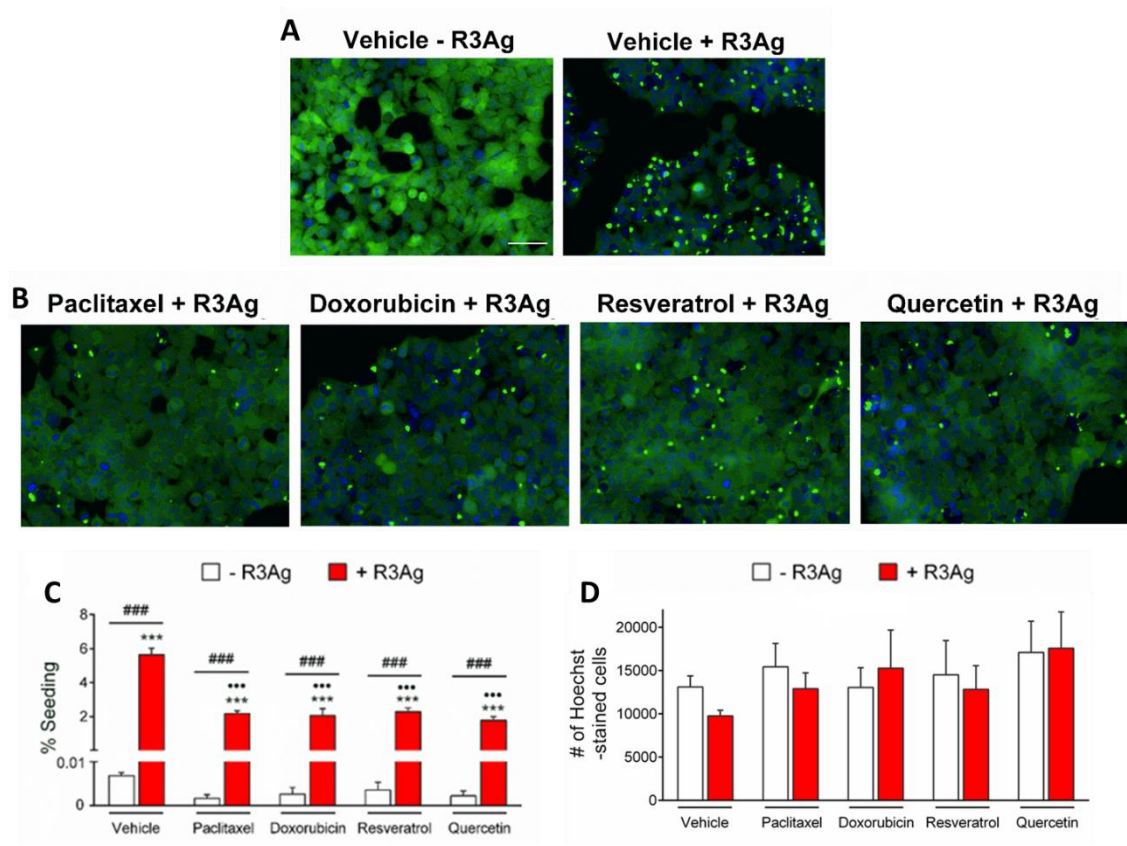 A
Vehicle - R3Ag
Vehicle + R3Ag
B
Paclitaxel + R3Ag
Doxorubicin + R3Ag
Resveratrol + R3Ag
Quercetin + R3Ag
C
- R3Ag
+ R3Ag
% Seeding
8
6
4
2
0.01
0
###
***
###
•••
***
###
•••
***
###
•••
***
###
•••
***
Vehicle
Paclitaxel
Doxorubicin
Resveratrol
Quercetin
D
- R3Ag
+ R3Ag
# of Hoechst
-stained cells
20000
15000
10000
5000
0
Vehicle
Paclitaxel
Doxorubicin
Resveratrol
Quercetin